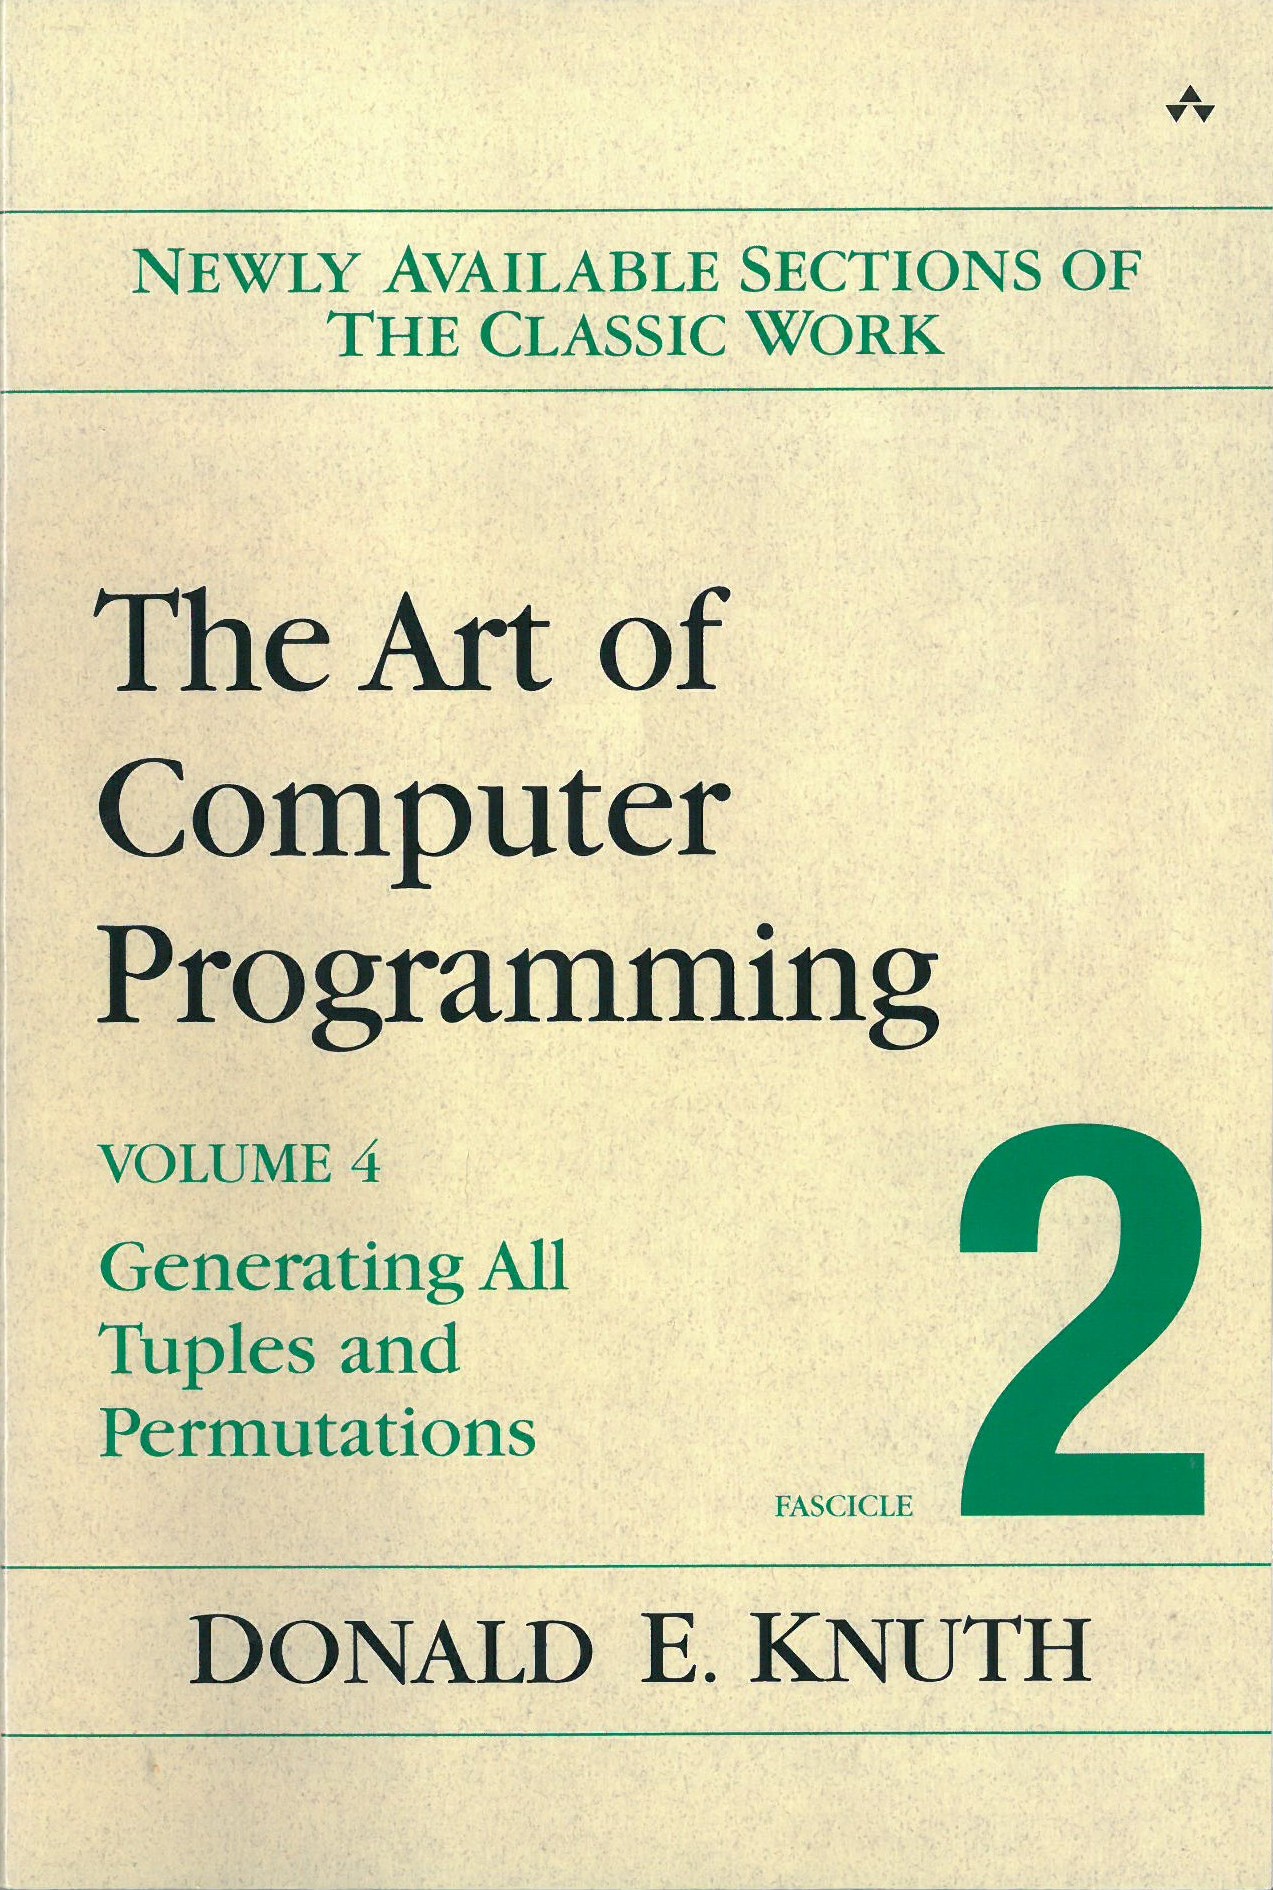 NEWLY AVAILABLE SECTIONS OF
THE CLASSIC WORK
The Art of
Computer
Programming
VOLUME 4
Generating All
Tuples and
Permutations
FASCICLE 2
DONALD E. KNUTH